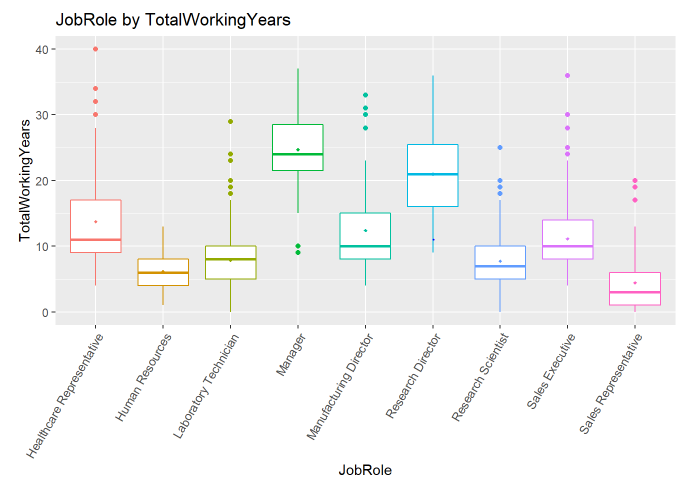 JobRole by TotalWorkingYears
TotalWorkingYears
40
30
20
10
0
Healthcare Representative
Human Resources
Laboratory Technician
Manager
Manufacturing Director
Research Director
Research Scientist
Sales Executive
Sales Representative
JobRole